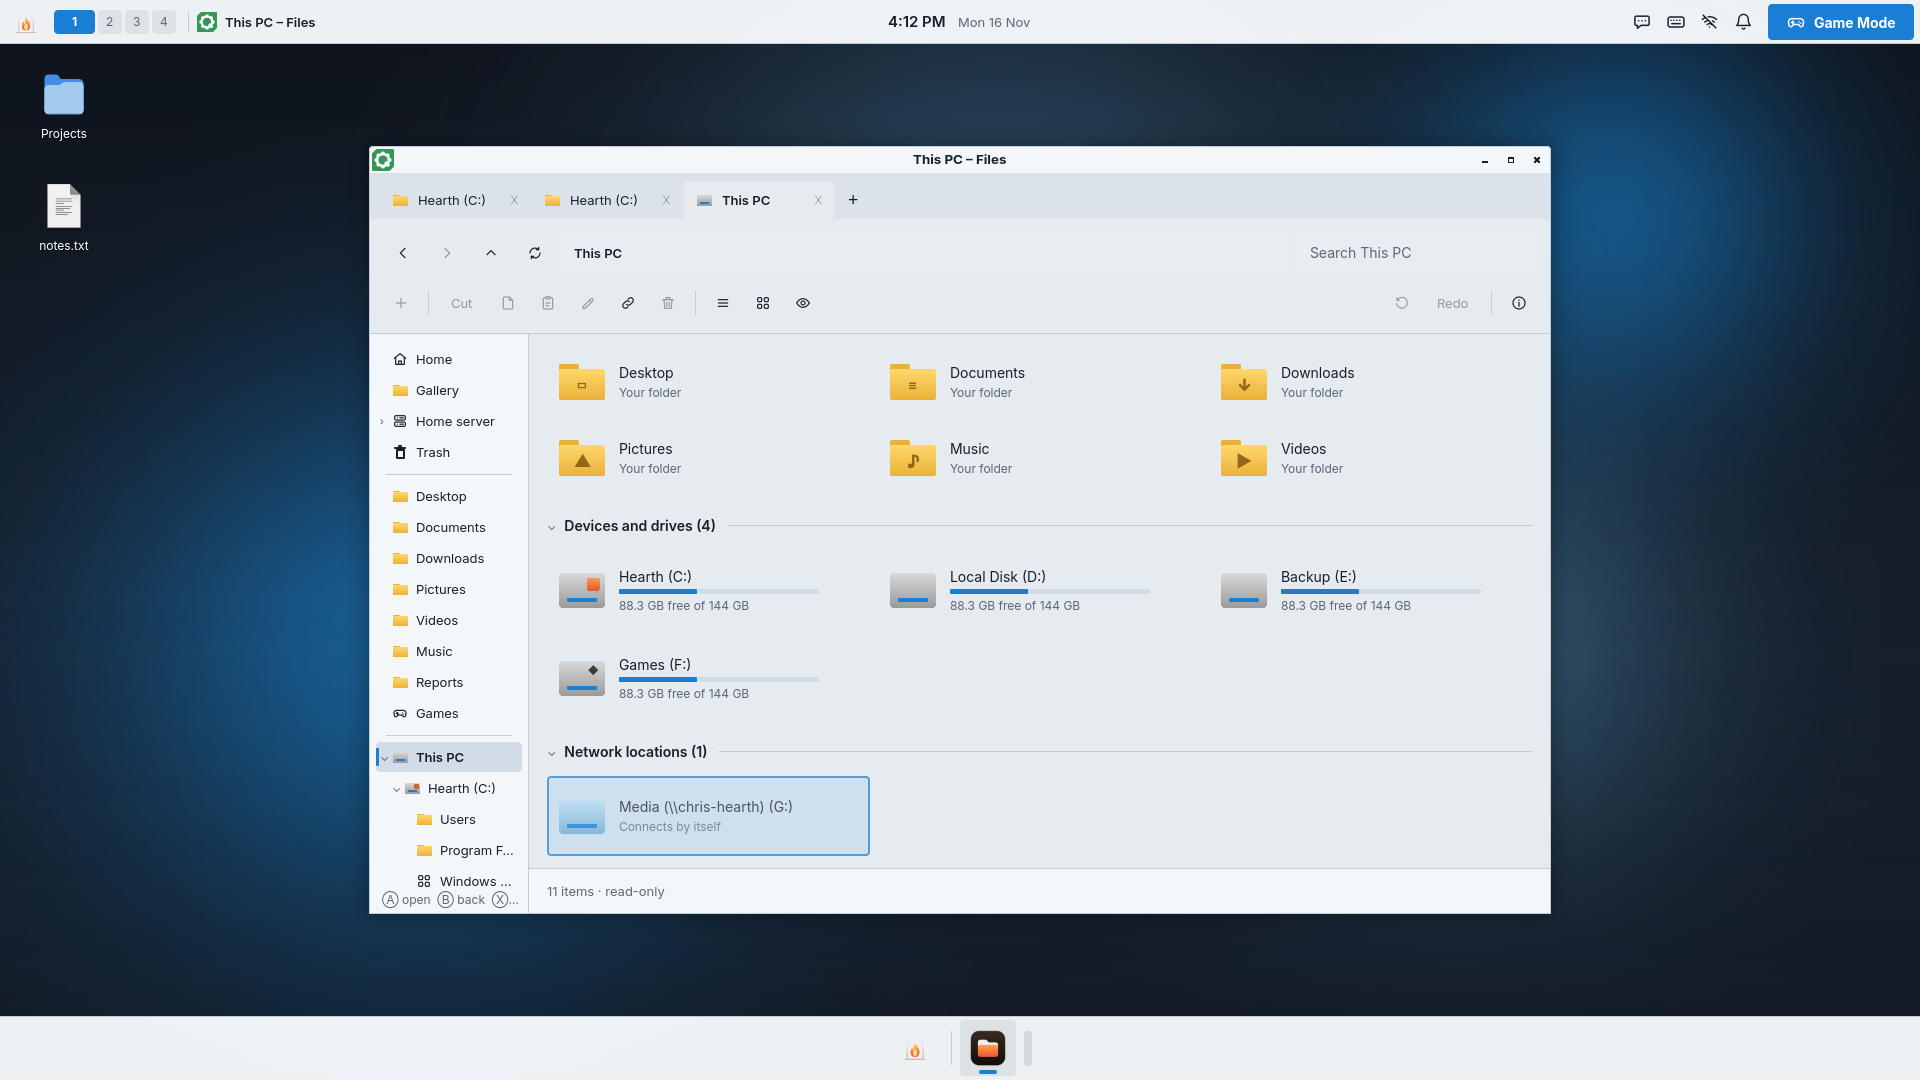 1 2 3 4 This PC – Files
4:12 PM Mon 16 Nov
Game Mode
Projects
notes.txt
This PC – Files
Hearth (C:) X Hearth (C:) X This PC X +
This PC
Search This PC
Cut
Redo
Home
Gallery
Home server
Trash
Desktop
Documents
Downloads
Pictures
Videos
Music
Reports
Games
This PC
Hearth (C:)
Users
Program F...
Windows ...
A open B back X...
Desktop
Your folder
Documents
Your folder
Downloads
Your folder
Pictures
Your folder
Music
Your folder
Videos
Your folder
Devices and drives (4)
Hearth (C:)
88.3 GB free of 144 GB
Local Disk (D:)
88.3 GB free of 144 GB
Backup (E:)
88.3 GB free of 144 GB
Games (F:)
88.3 GB free of 144 GB
Network locations (1)
Media (\\chris-hearth) (G:)
Connects by itself
11 items · read-only